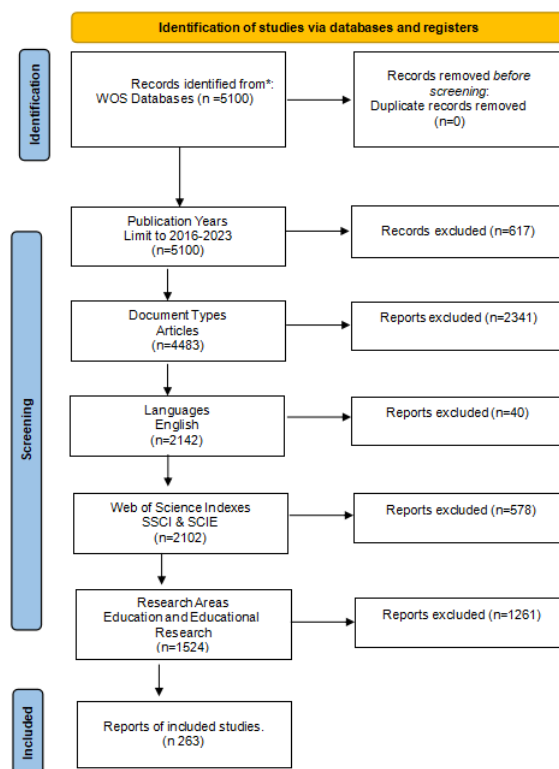 Identification of studies via databases and registers
Identification
Records identified from*:
WOS Databases (n =5100)
Records removed before
screening:
Duplicate records removed
(n=0)
Screening
Publication Years
Limit to 2016-2023
(n=5100)
Records excluded (n=617)
Document Types
Articles
(n=4483)
Reports excluded (n=2341)
Languages
English
(n=2142)
Reports excluded (n=40)
Web of Science Indexes
SSCI & SCIE
(n=2102)
Reports excluded (n=578)
Research Areas
Education and Educational
Research
(n=1524)
Reports excluded (n=1261)
Included
Reports of included studies.
(n 263)